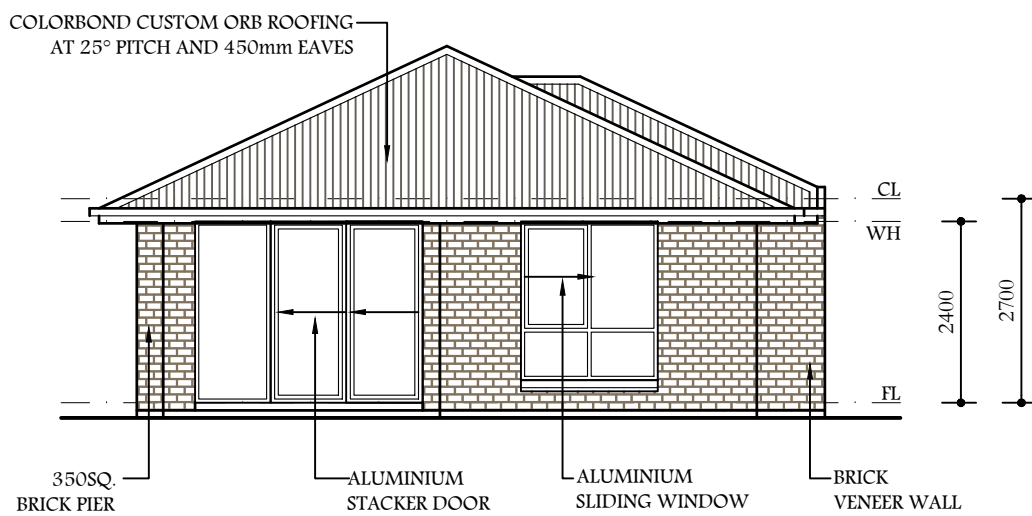 COLORBOND CUSTOM ORB ROOFING
AT 25° PITCH AND 450mm EAVES
CL
WH
2400
2700
FL
350SQ.
BRICK PIER
ALUMINIUM
STACKER DOOR
ALUMINIUM
SLIDING WINDOW
BRICK
VENEER WALL